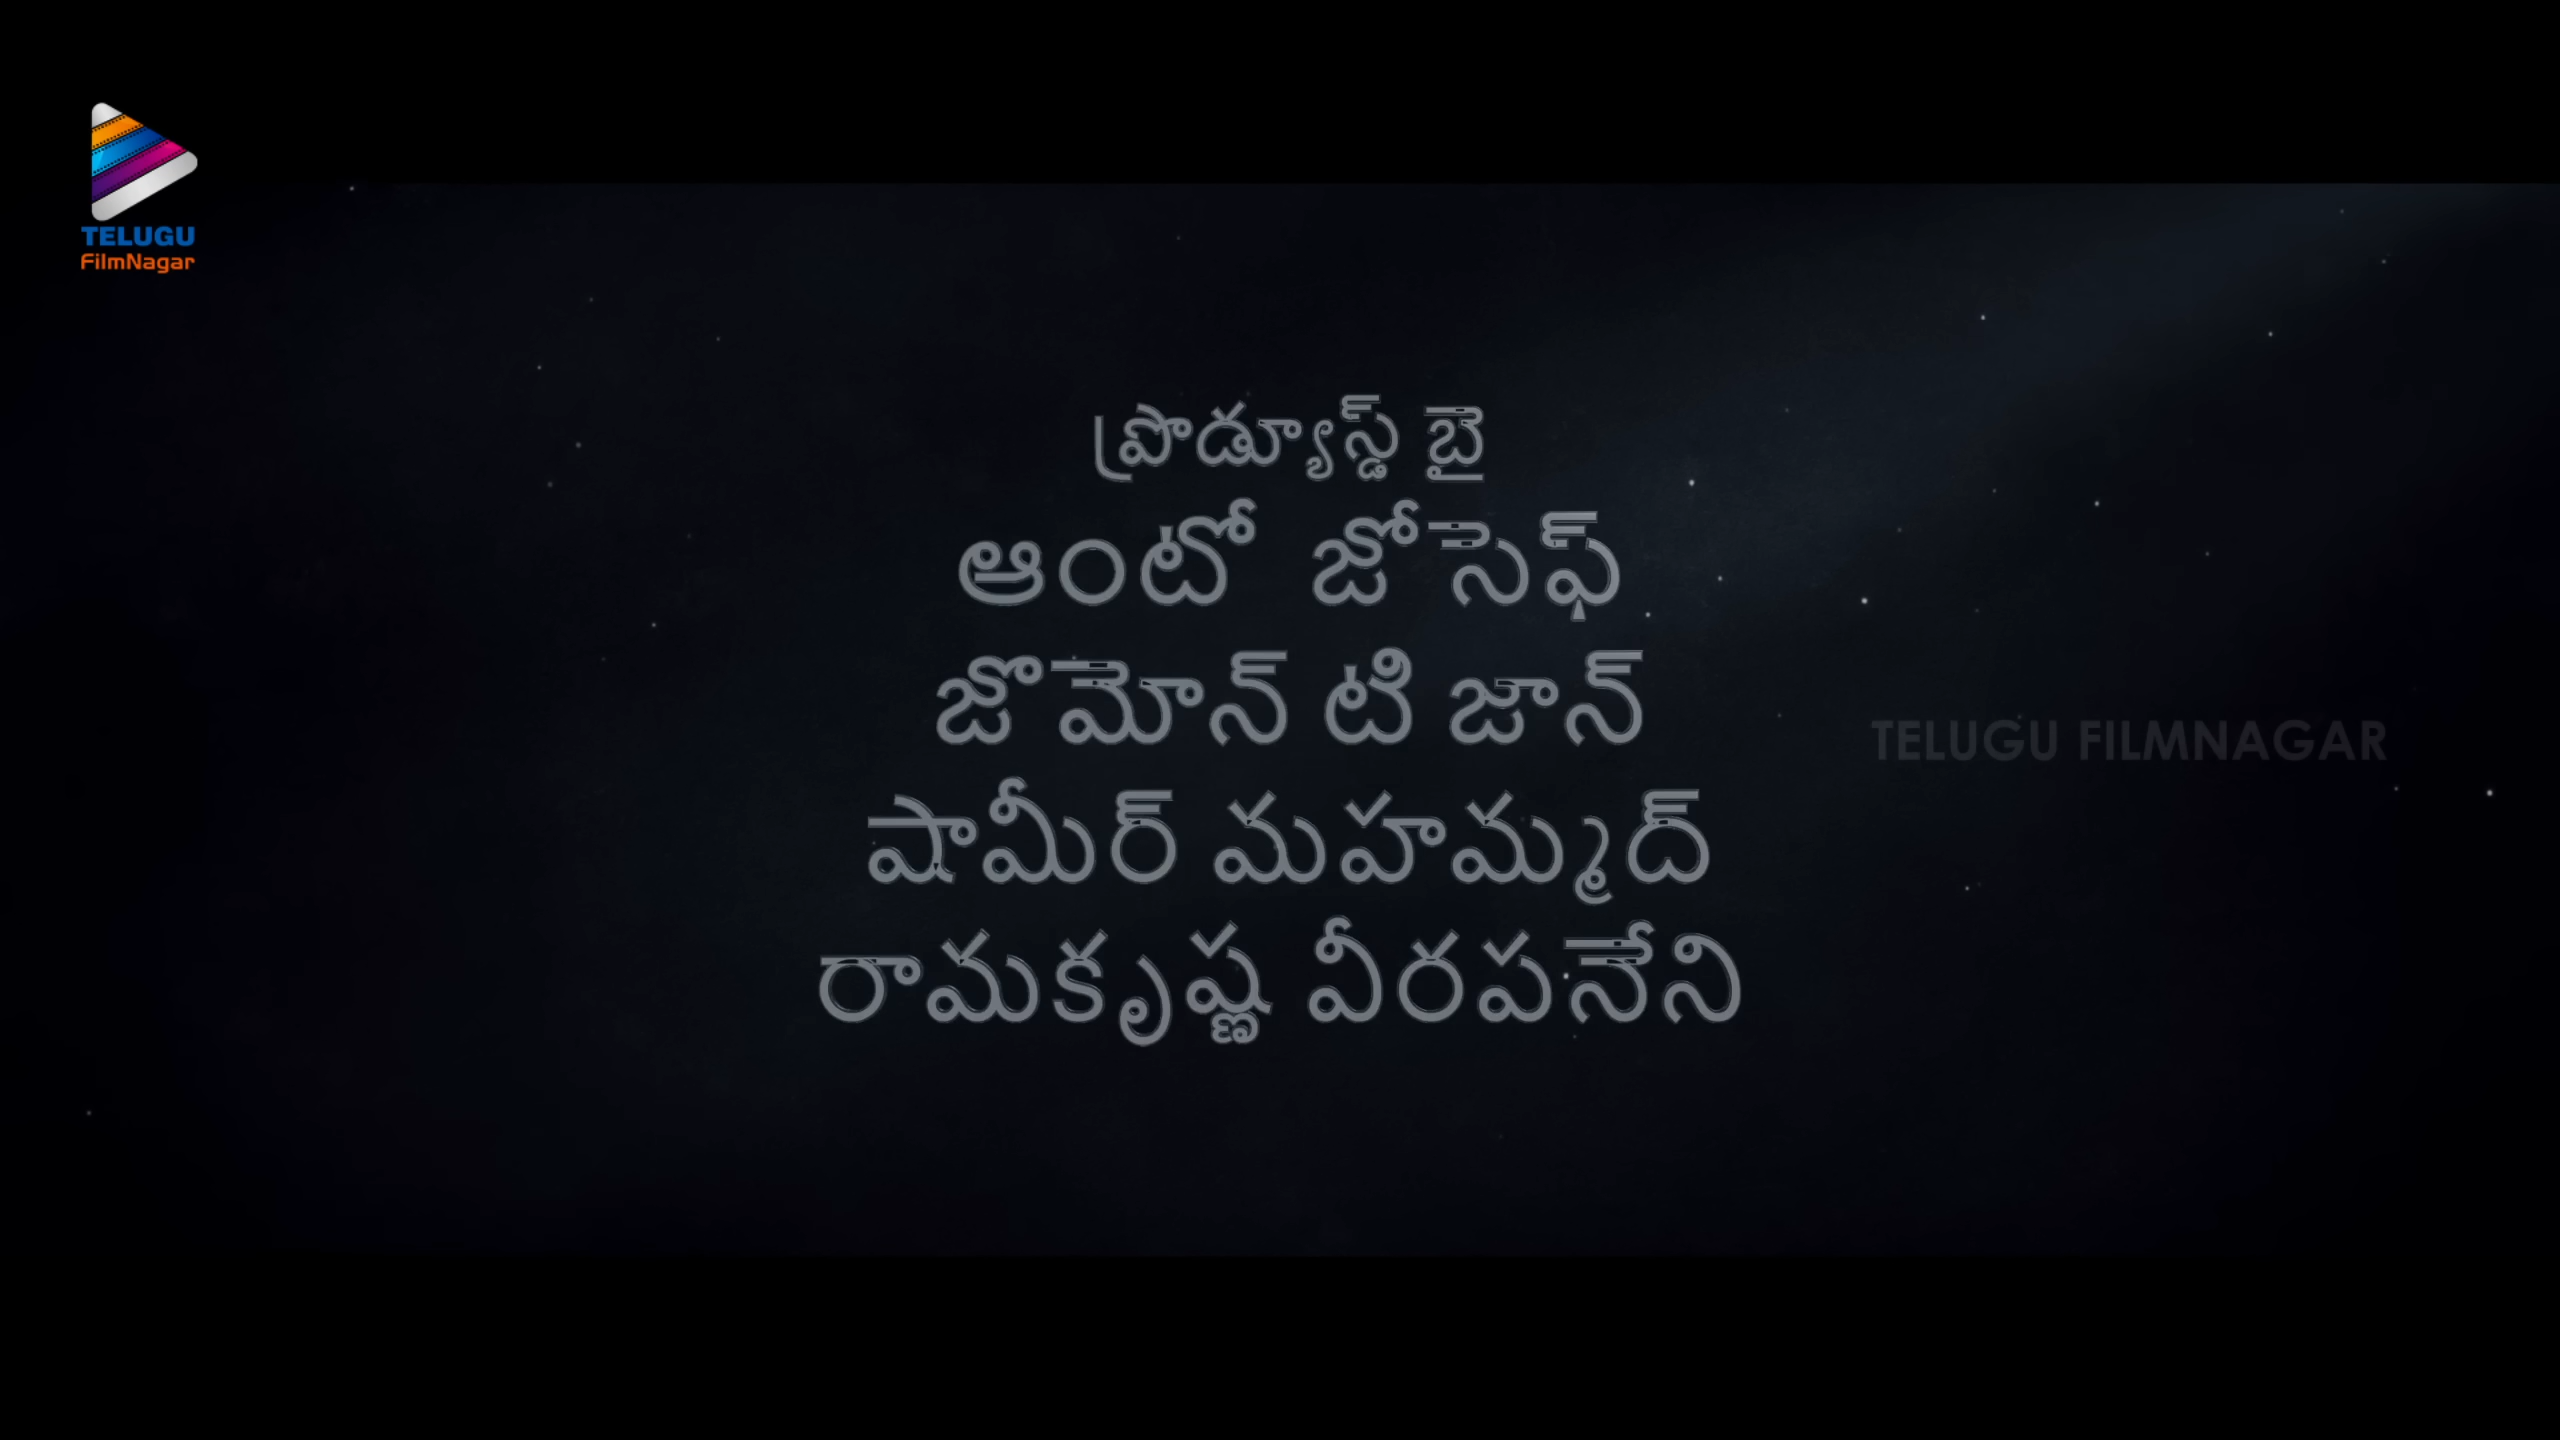 TELUGU
FilmNagar
ప్రొడ్యూస్డ్ బై
ఆంటో జోసెఫ్
జొమోన్ టి జాన్
TELUGU FILMNAGAR
షామీర్ మహమ్మద్
రామకృష్ణ వీరపనేని